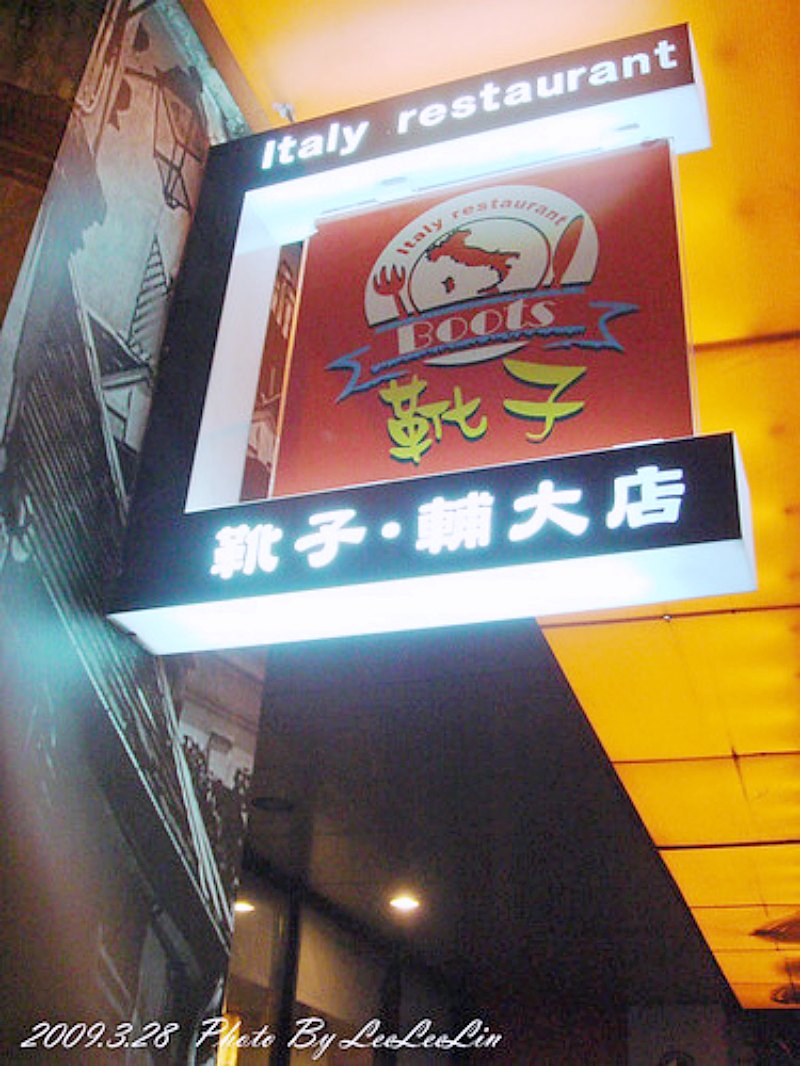 Italy restaurant
Italy restaurant
Boots
靴子
靴子·輔大店
2009.3.28 Photo By LeeLeeLin